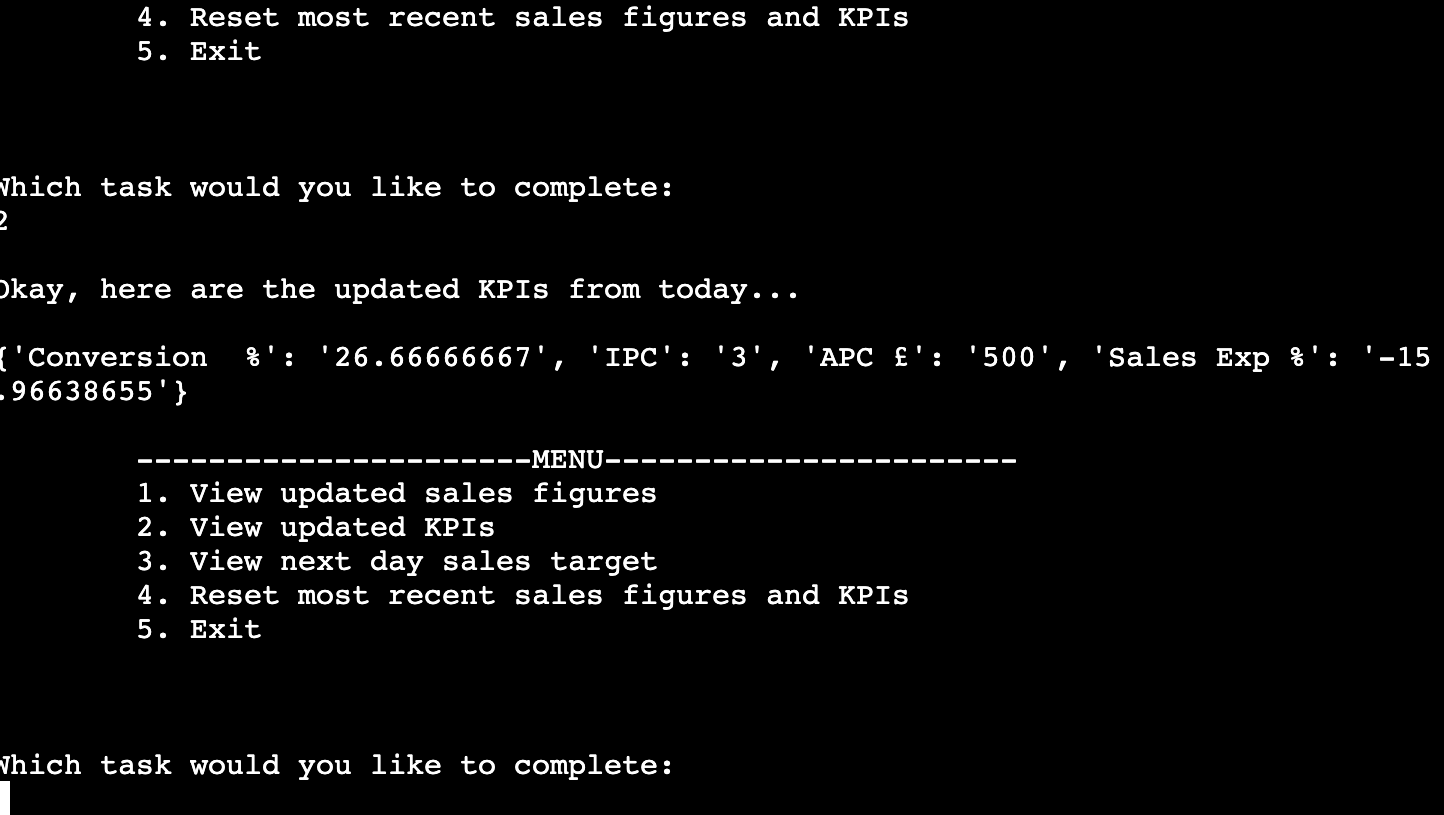 4. Reset most recent sales figures and KPIs
5. Exit
Which task would you like to complete:
2
Okay, here are the updated KPIs from today...
{'Conversion  %': '26.66666667', 'IPC': '3', 'APC £': '500', 'Sales Exp %': '-15
.96638655'}
----------------------MENU-----------------------
1. View updated sales figures
2. View updated KPIs
3. View next day sales target
4. Reset most recent sales figures and KPIs
5. Exit
Which task would you like to complete: